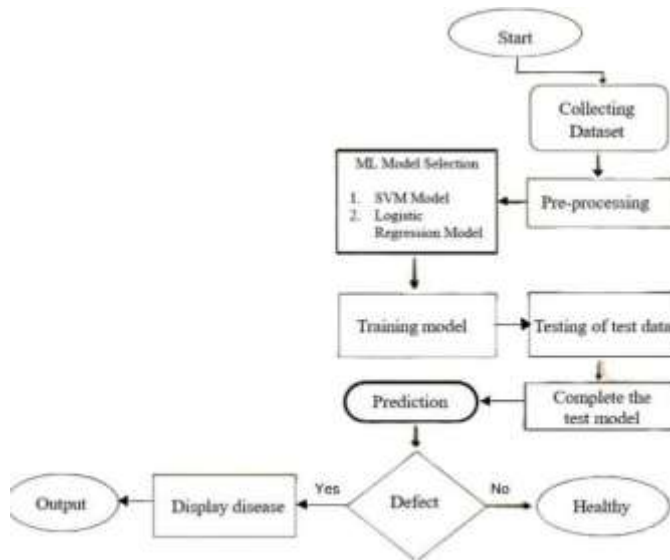 Start
Collecting
Dataset
ML Model Selection
1. SVM Model
2. Logistic
Regression Model
Pre-processing
Training model
Testing of test data
Prediction
Complete the
test model
Output
Display disease
Yes
Defect
No
Healthy